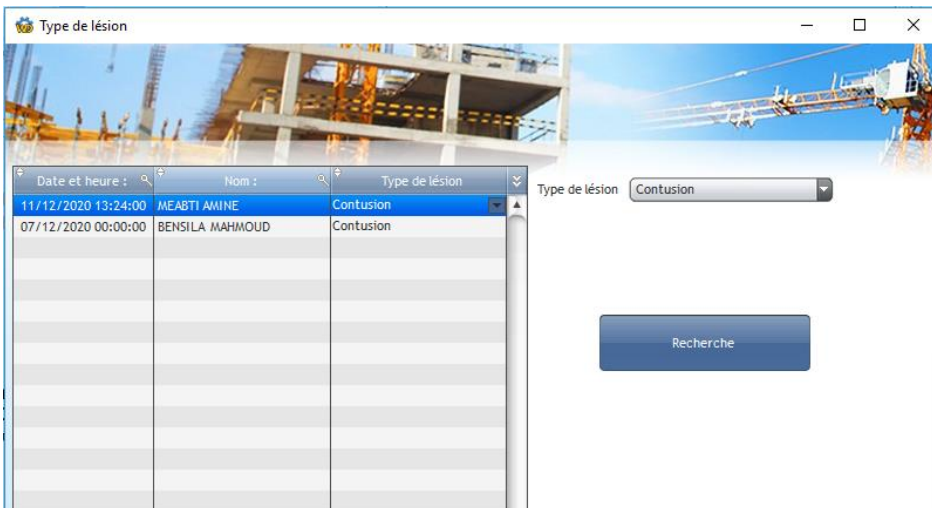 Type de lésion
Date et heure : Nom : Type de lésion
11/12/2020 13:24:00 MEABTI AMINE Contusion
07/12/2020 00:00:00 BENSILA MAHMOUD Contusion
Type de lésion Contusion
Recherche